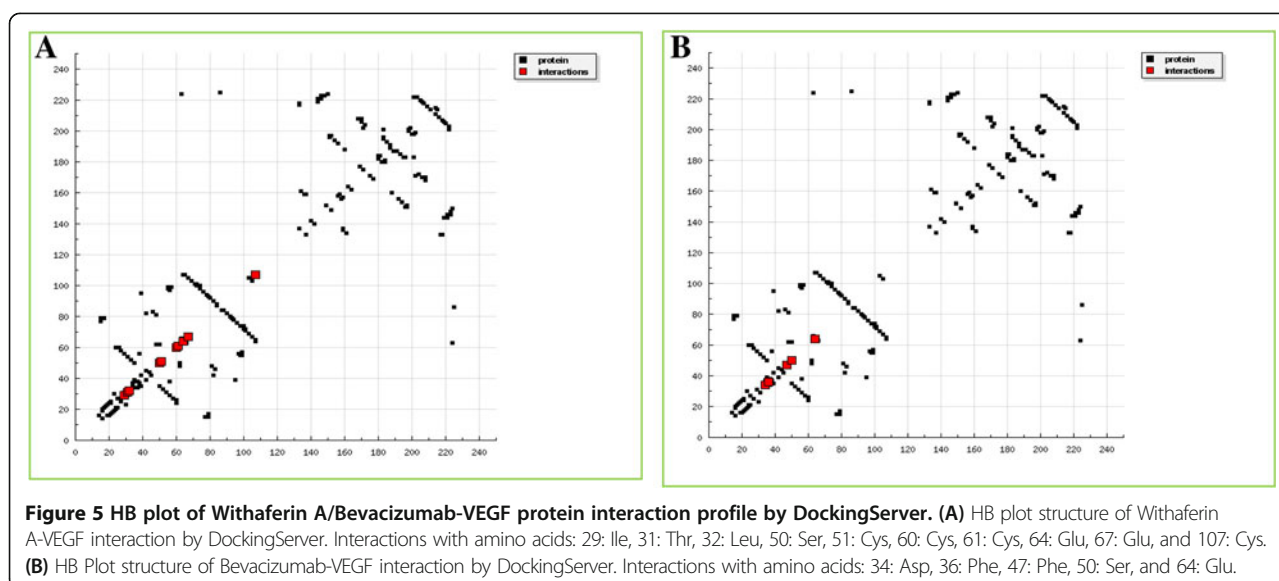 A
protein
interactions
240
220
200
180
160
140
120
100
80
60
40
20
0
0 20 40 60 80 100 120 140 160 180 200 220 240
B
protein
interactions
240
220
200
180
160
140
120
100
80
60
40
20
0
0 20 40 60 80 100 120 140 160 180 200 220 240
Figure 5 HB plot of Withaferin A/Bevacizumab-VEGF protein interaction profile by DockingServer. (A) HB plot structure of Withaferin
A-VEGF interaction by DockingServer. Interactions with amino acids: 29: Ile, 31: Thr, 32: Leu, 50: Ser, 51: Cys, 60: Cys, 61: Cys, 64: Glu, 67: Glu, and 107: Cys.
(B) HB Plot structure of Bevacizumab-VEGF interaction by DockingServer. Interactions with amino acids: 34: Asp, 36: Phe, 47: Phe, 50: Ser, and 64: Glu.